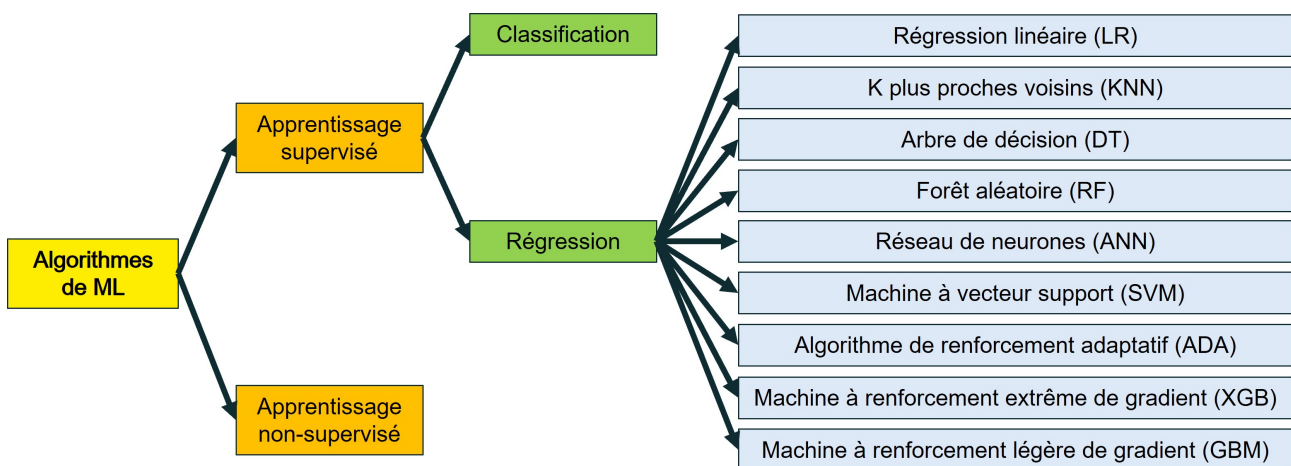 Algorithmes
de ML
Apprentissage
supervisé
Apprentissage
non-supervisé
Classification
Régression
Régression linéaire (LR)
K plus proches voisins (KNN)
Arbre de décision (DT)
Forêt aléatoire (RF)
Réseau de neurones (ANN)
Machine à vecteur support (SVM)
Algorithme de renforcement adaptatif (ADA)
Machine à renforcement extrême de gradient (XGB)
Machine à renforcement légère de gradient (GBM)